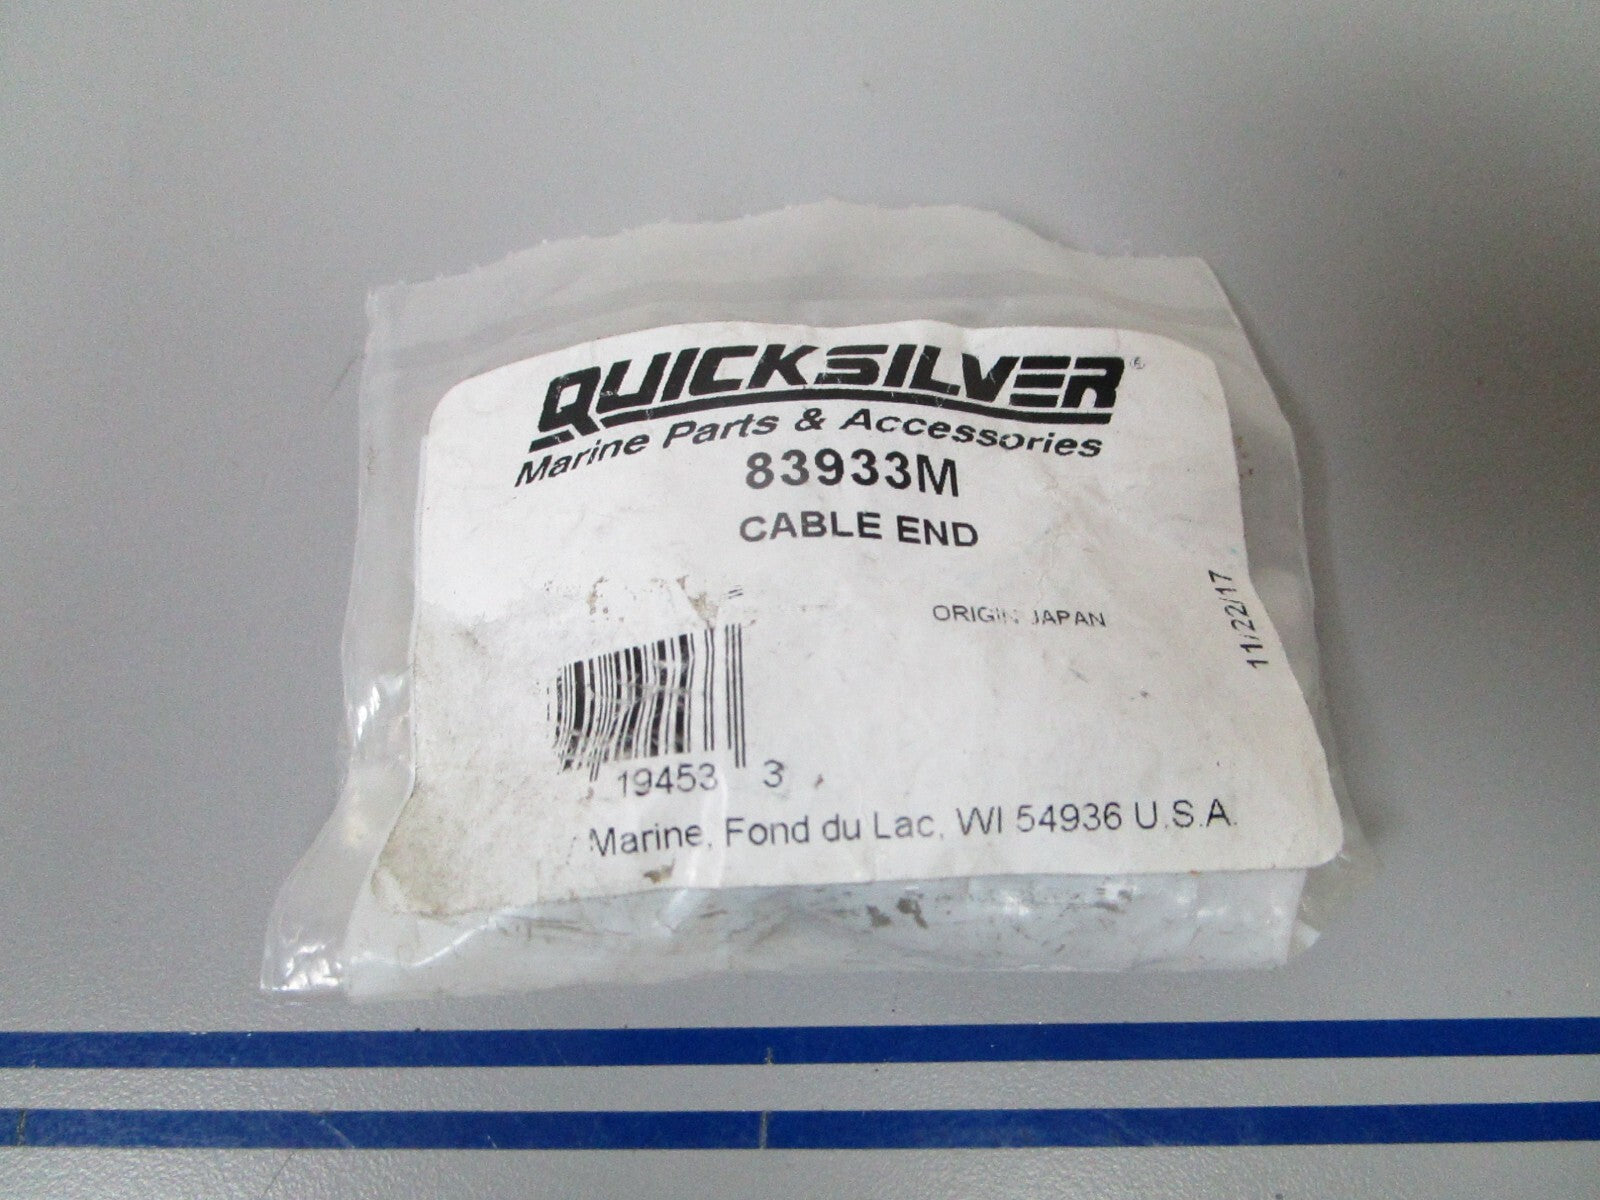 QUICKSILVER®
Marine Parts & Accessories
83933M
CABLE END
ORIGIN: JAPAN
11/22/17
19453 3
Marine, Fond du Lac, WI 54936 U.S.A.